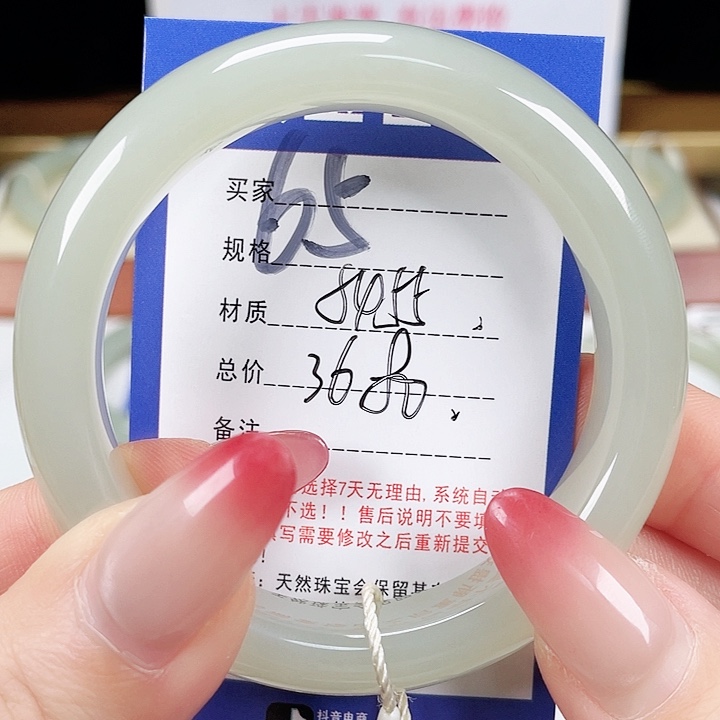 买家
65
规格
材质 8455
总价 3680
备注
选择7天无理由,系统自动
不选!!售后说明不要填
写需要修改之后重新提交
!
:天然珠宝会保留其
抖音电商